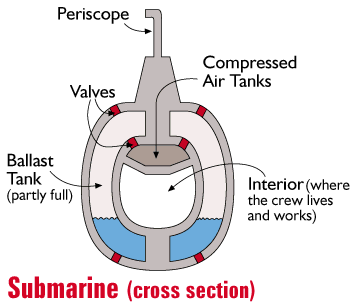 Periscope
Compressed
Air Tanks
Valves
Ballast
Tank
(partly full)
Interior (where
the crew lives
and works)
Submarine (cross section)